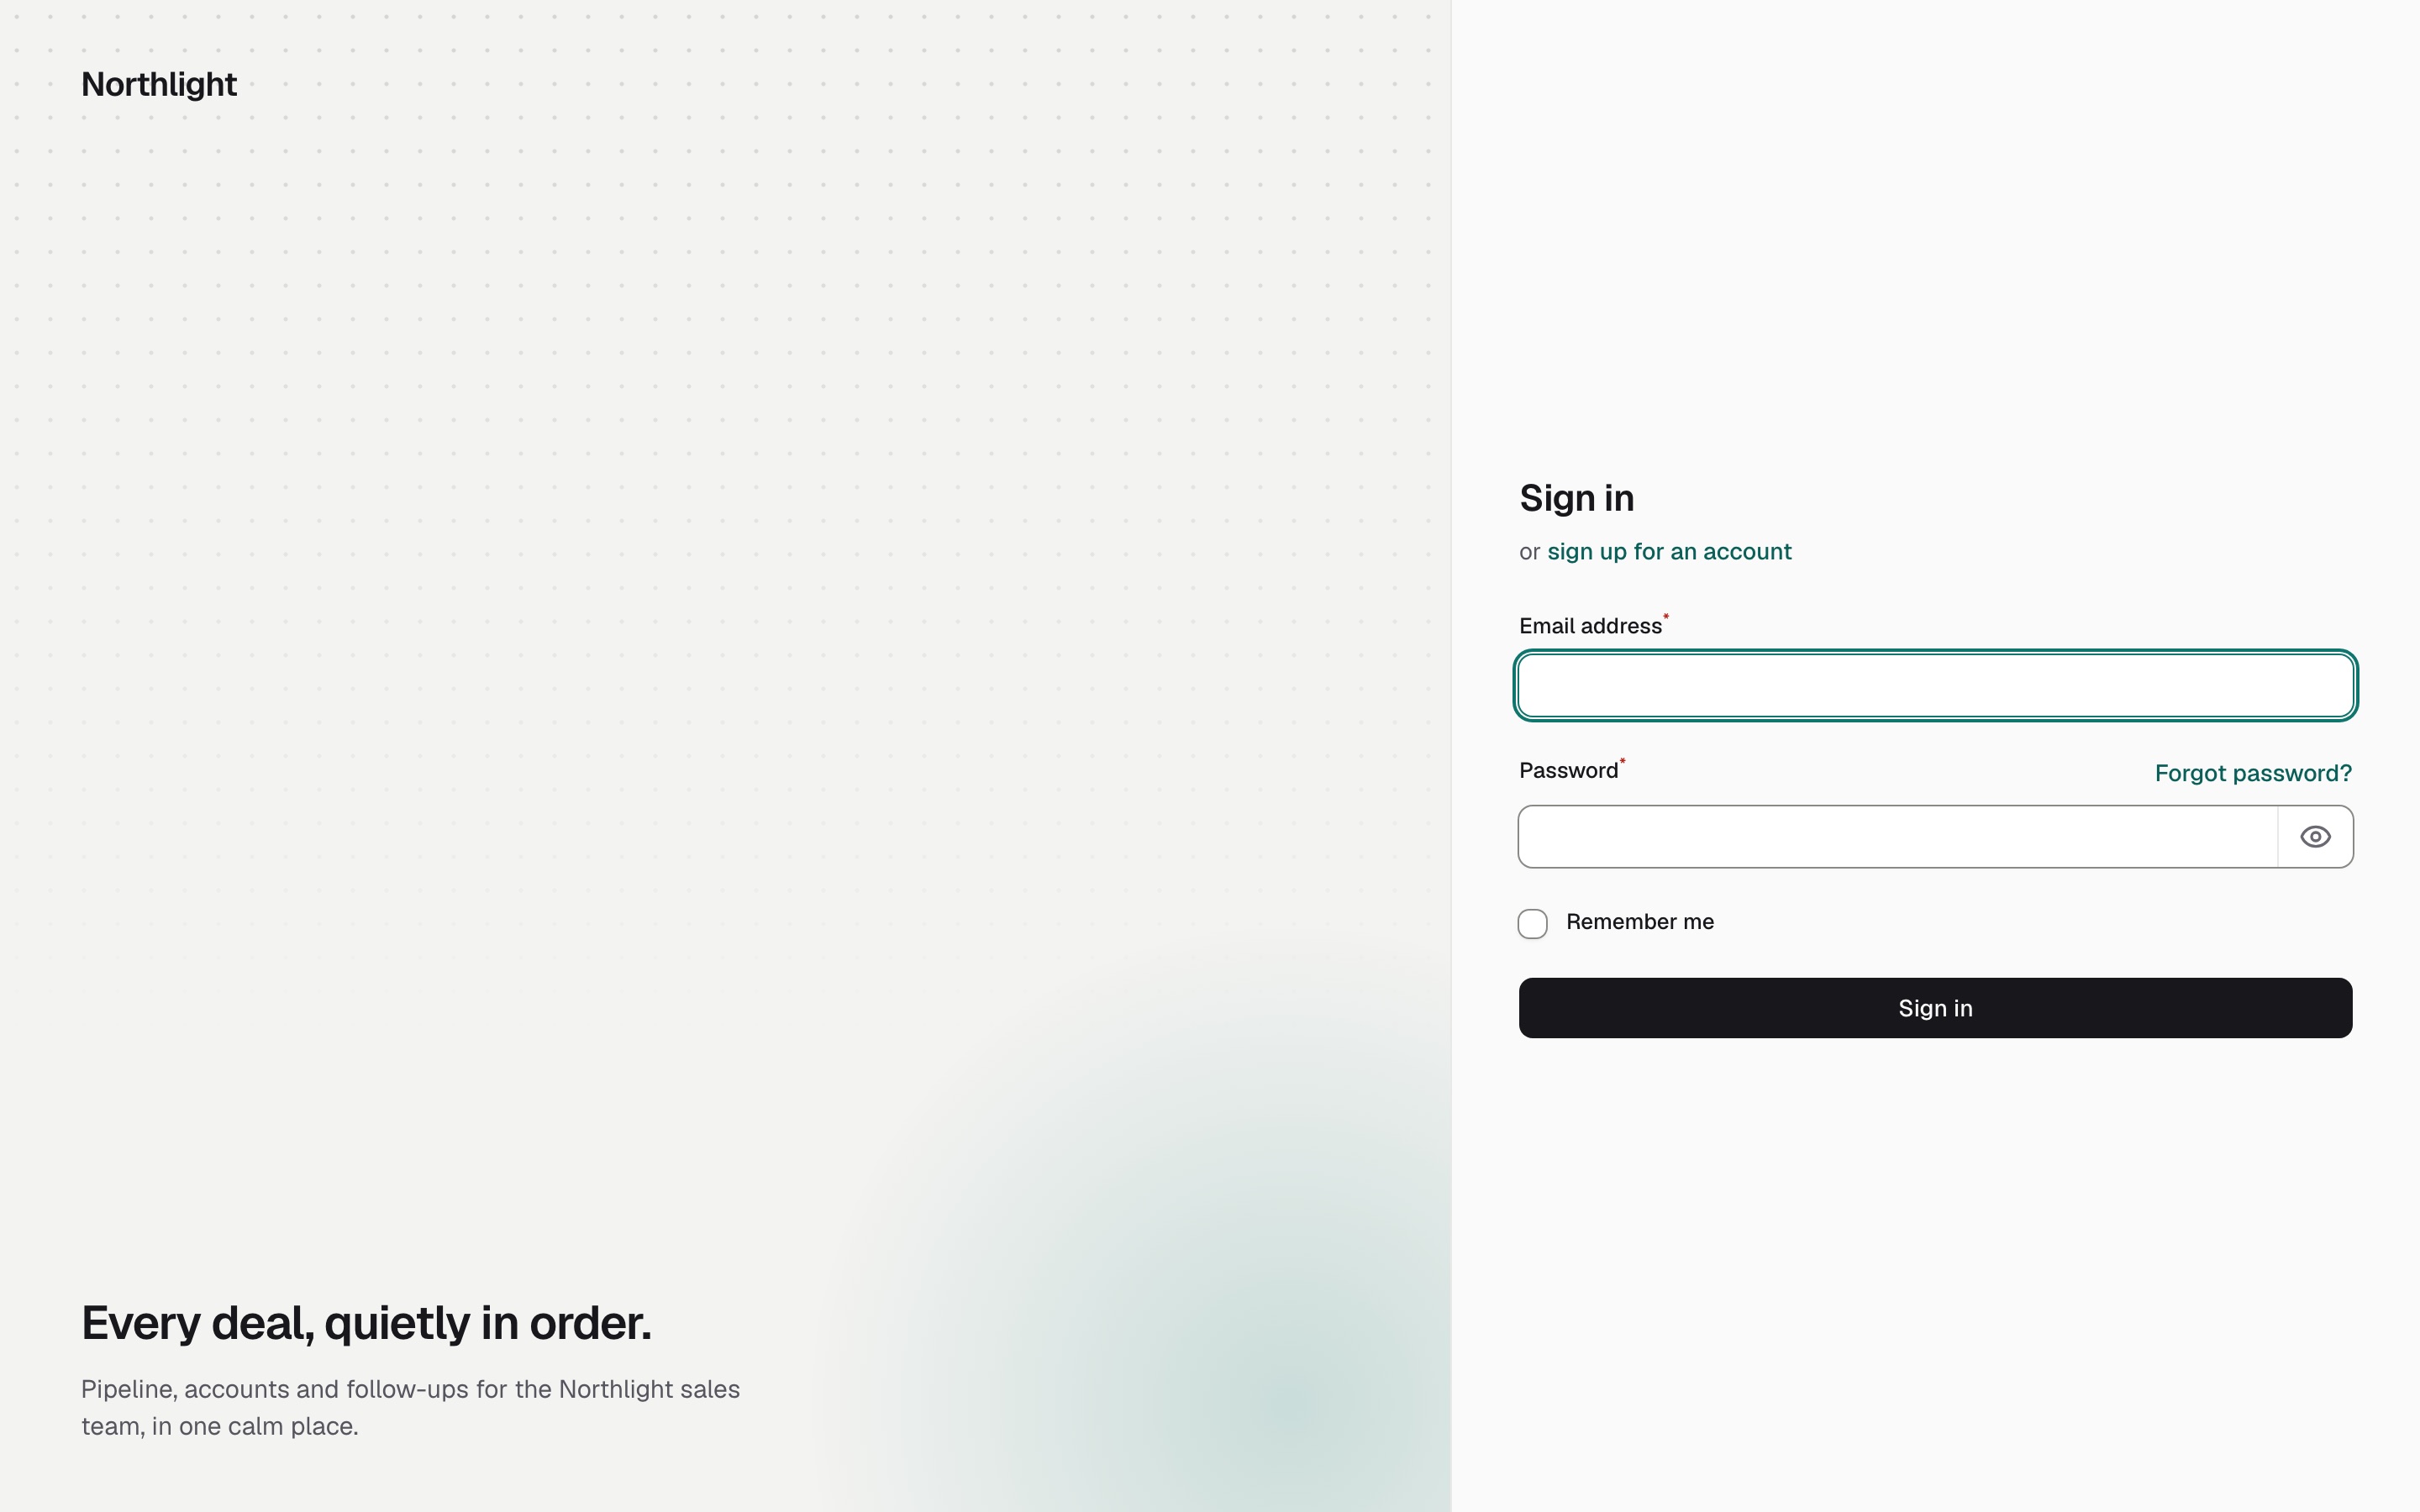 Northlight
Every deal, quietly in order.
Pipeline, accounts and follow-ups for the Northlight sales
team, in one calm place.
Sign in
or sign up for an account
Email address*
Password*
Forgot password?
Remember me
Sign in